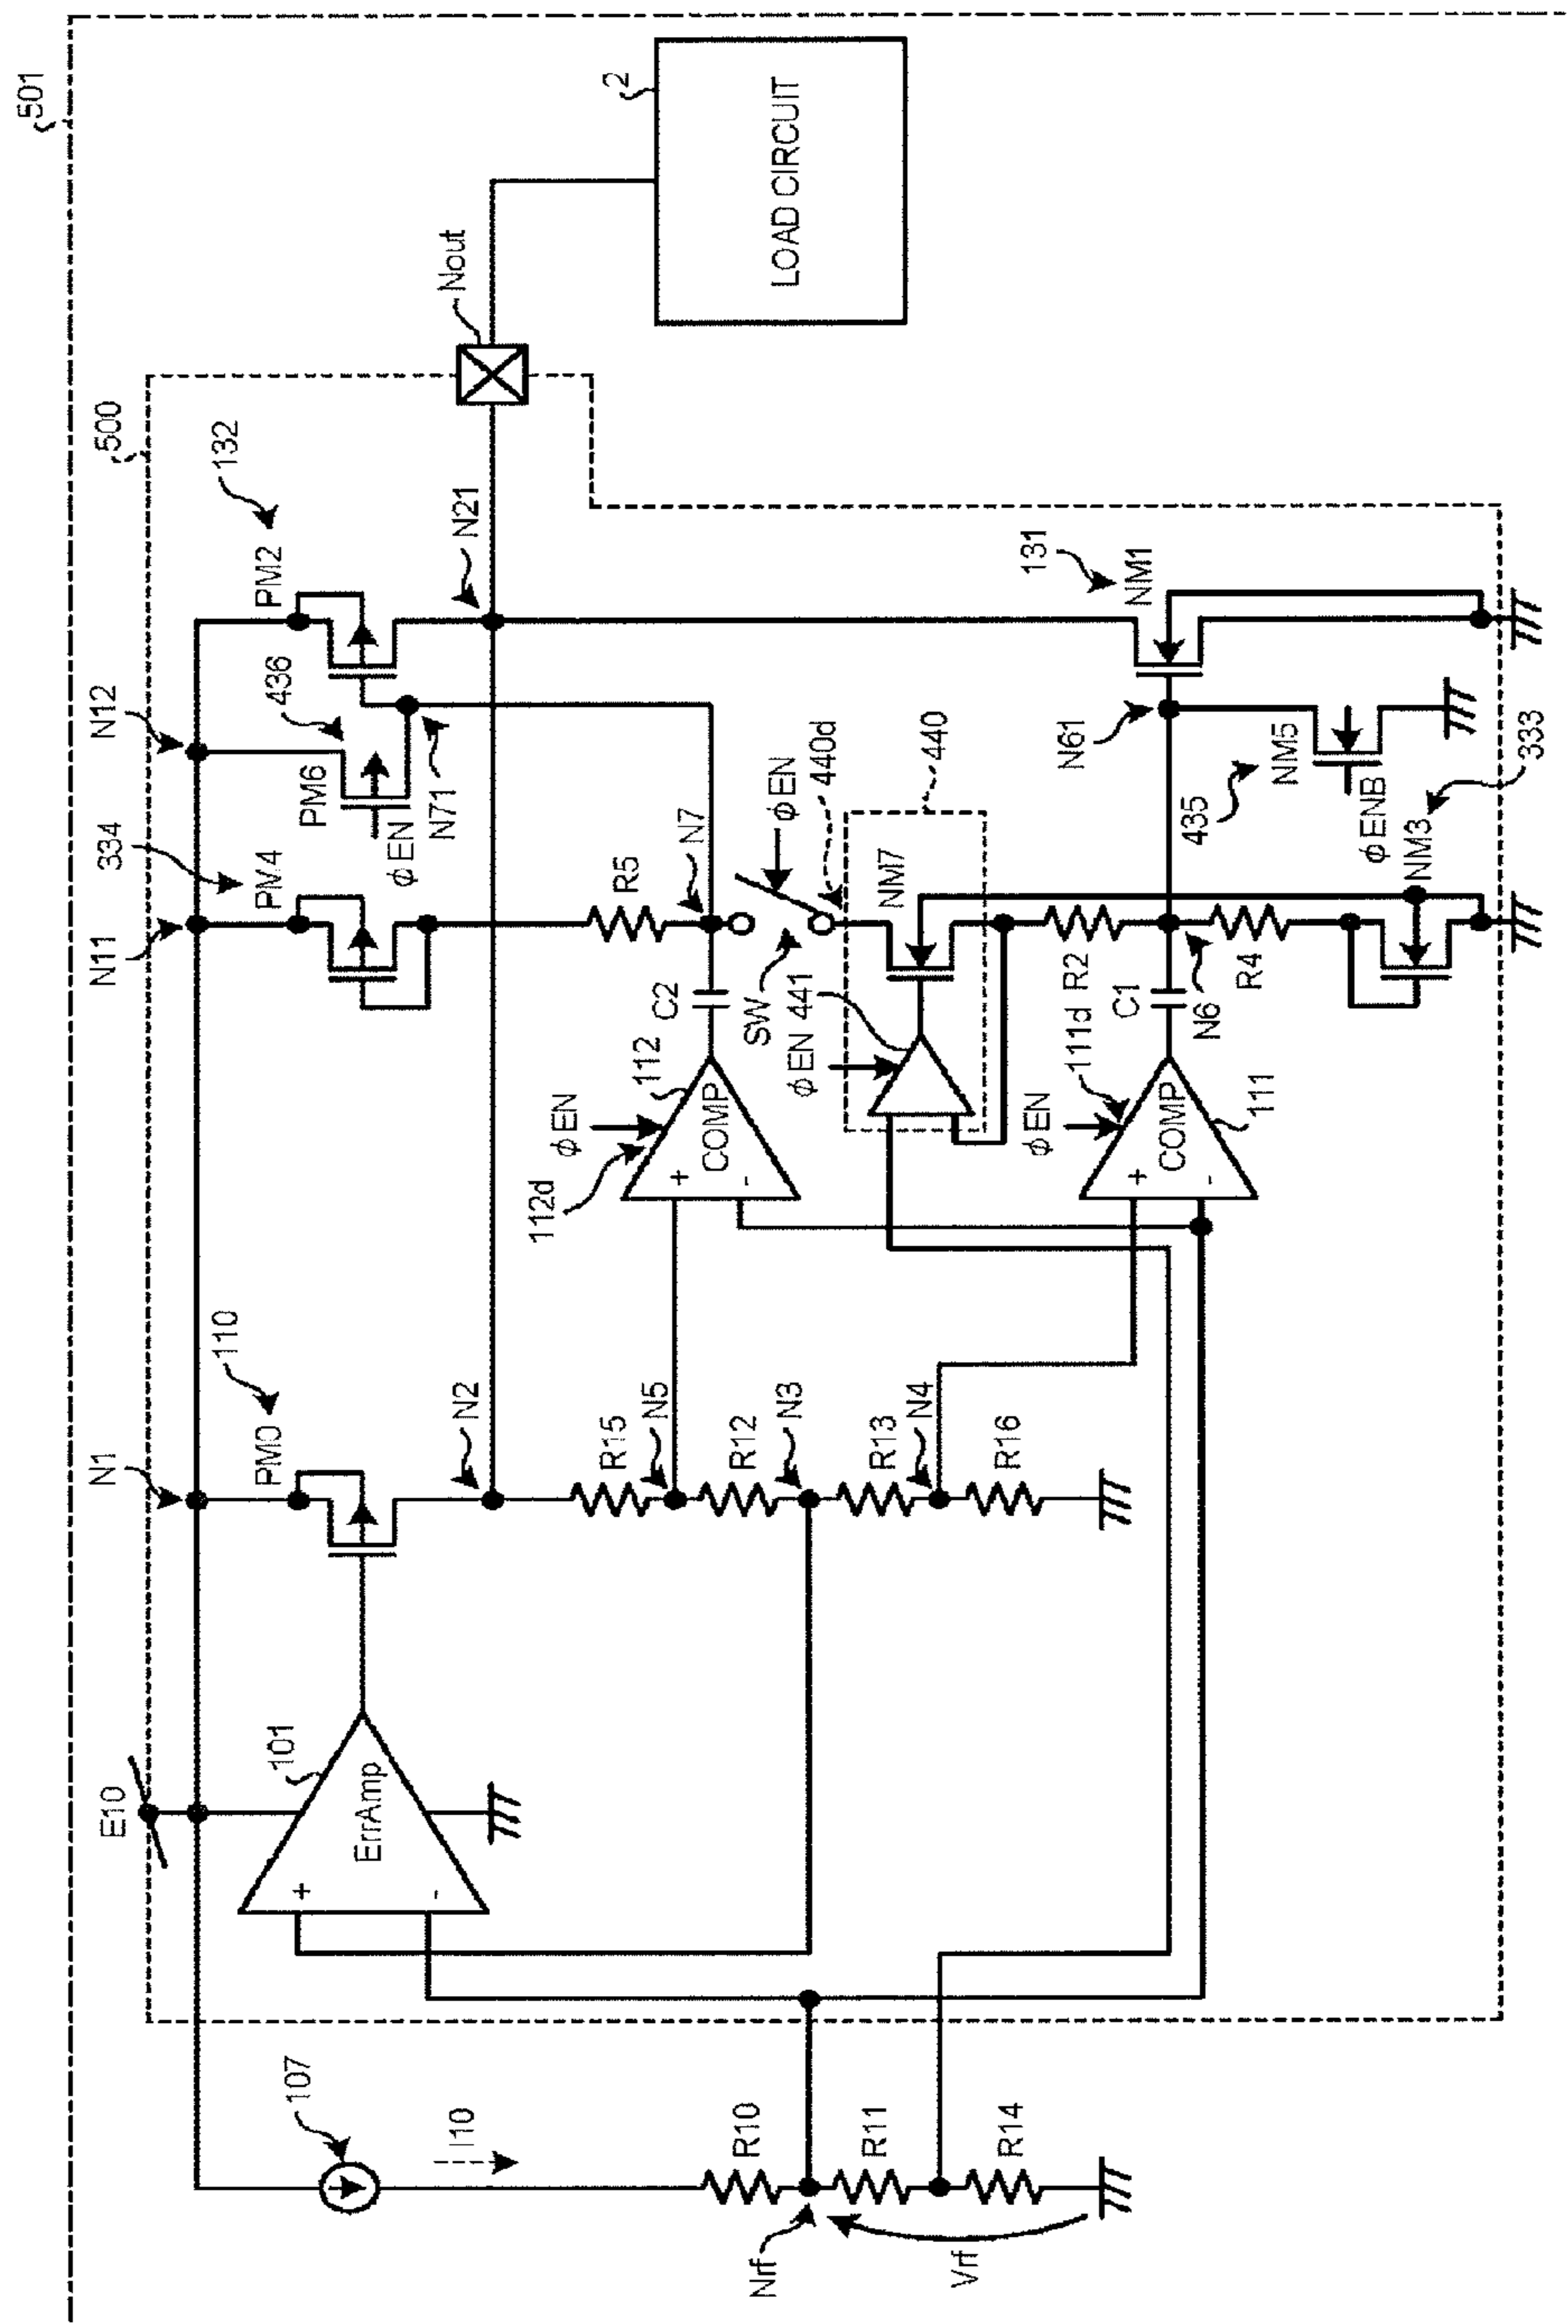 501
500
E10
N1
N11
N12
334
PM0
110
PM4
PM6
436
φEN
N71
PM2
132
101
ErrAmp
+
-
N2
N21
Nout
2
LOAD CIRCUIT
107
I10
R10
Nrf
R11
R14
Vrf
R15
N5
R12
N3
R13
N4
R16
φEN
112d
112
COMP
+
-
C2
R5
N7
SW
φEN
440d
440
φEN
441
NM7
R2
φEN
111d
COMP
+
-
111
C1
N6
R4
N61
131
NM1
435
NM5
φENB
NM3
333